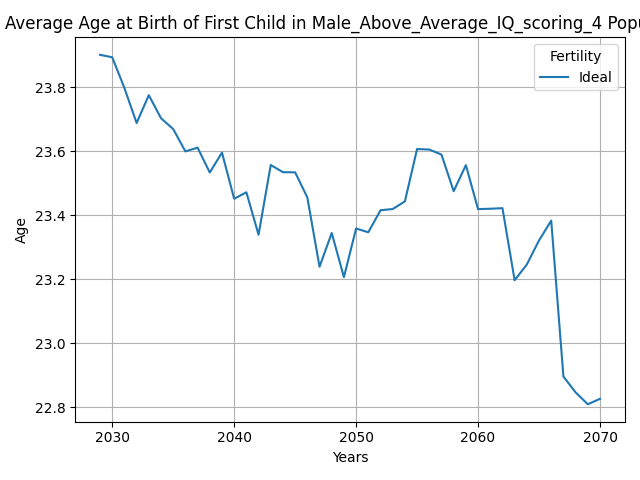 Average Age at Birth of First Child in Male_Above_Average_IQ_scoring_4 Popu
Fertility
Ideal
23.8
23.6
23.4
23.2
23.0
22.8
Age
2030 2040 2050 2060 2070
Years